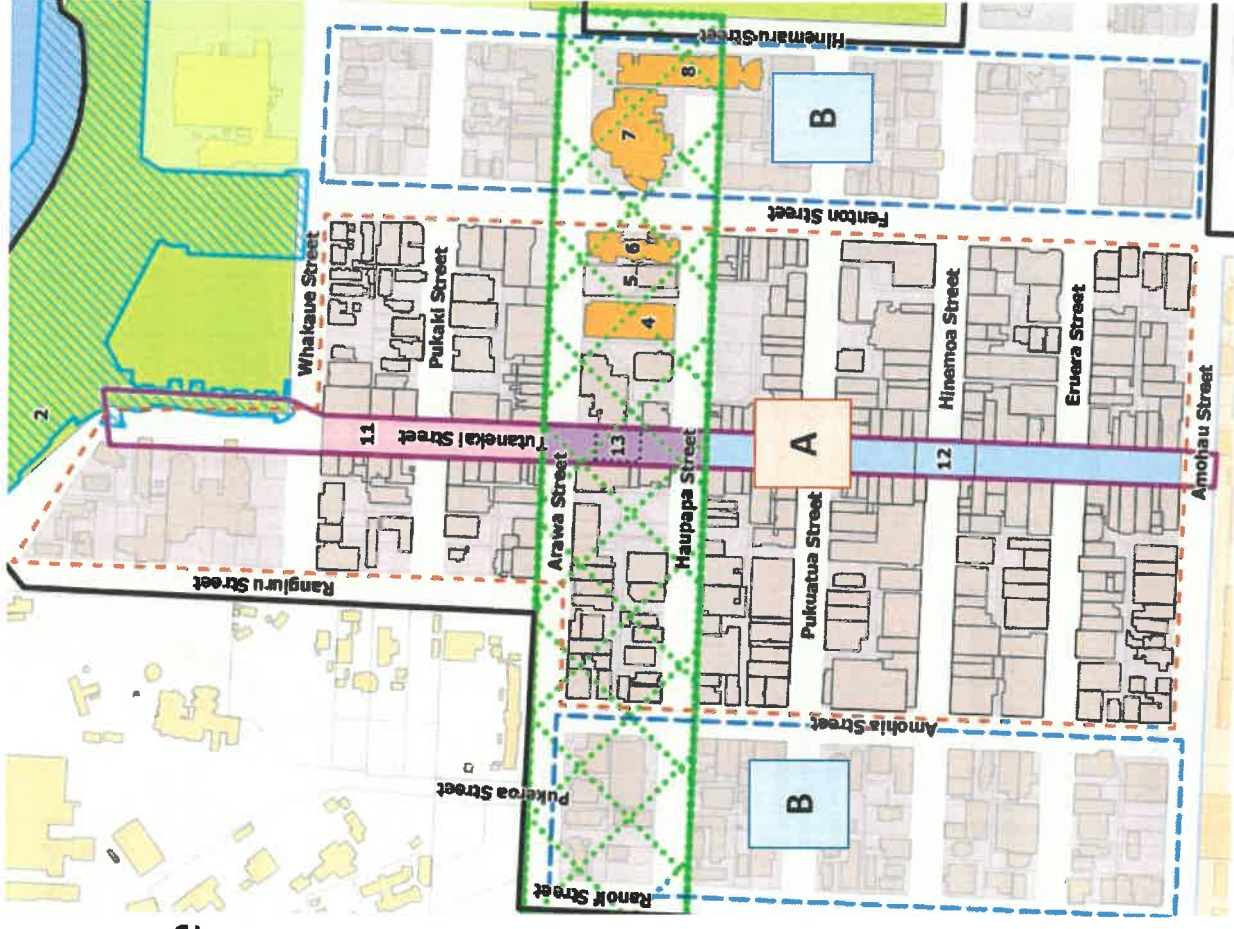 Hinemaru Street
8
7
B
Fenton Street
Whakaue Street
6
5
Pukaki Street
4
Hinemoa Street
Eruera Street
2
11
Tutanekai Street
13
A
12
Arawa Street
Haupapa Street
Pukuatua Street
Amohau Street
Rangiuru Street
Amohia Street
Pukeroa Street
B
Ranolf Street